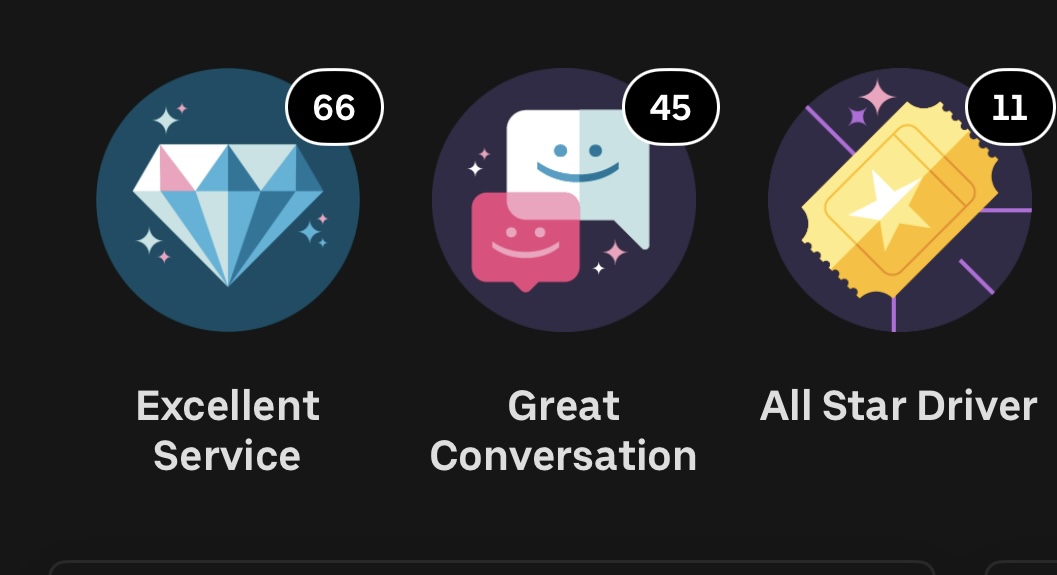 66
45
11
Excellent
Service
Great
Conversation
All Star Driver